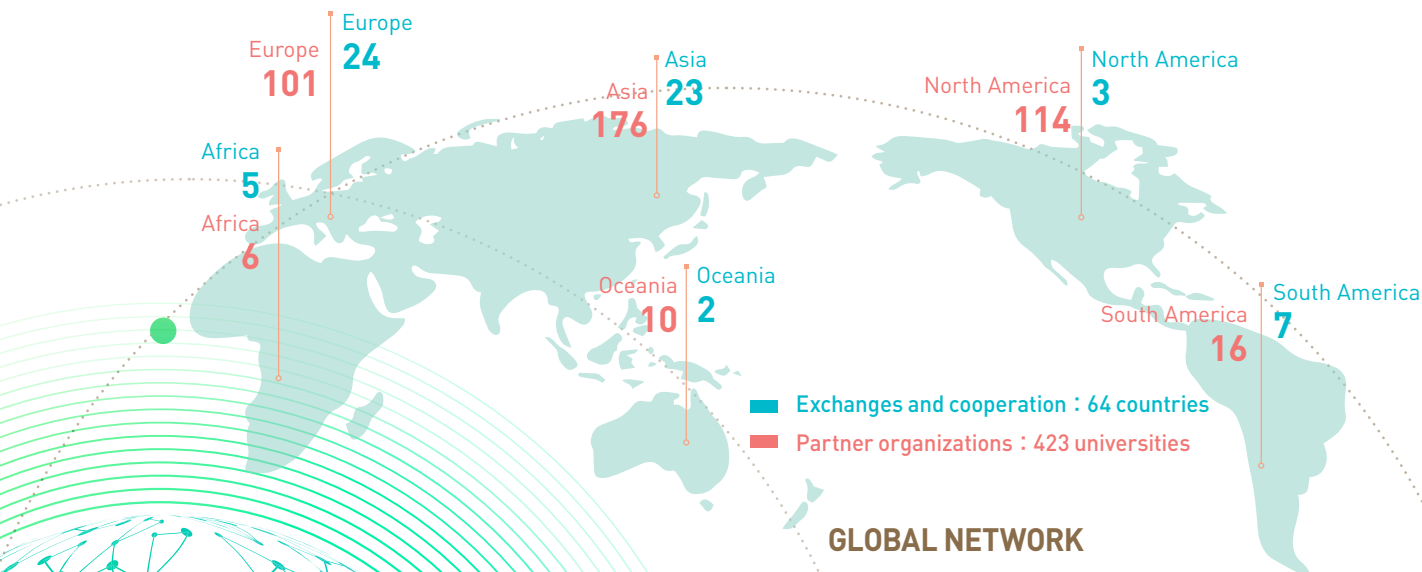 Europe
24
Europe
101
Asia
23
Asia
176
North America
3
North America
114
Africa
5
Africa
6
Oceania
2
Oceania
10
South America
7
South America
16
Exchanges and cooperation : 64 countries
Partner organizations : 423 universities
GLOBAL NETWORK